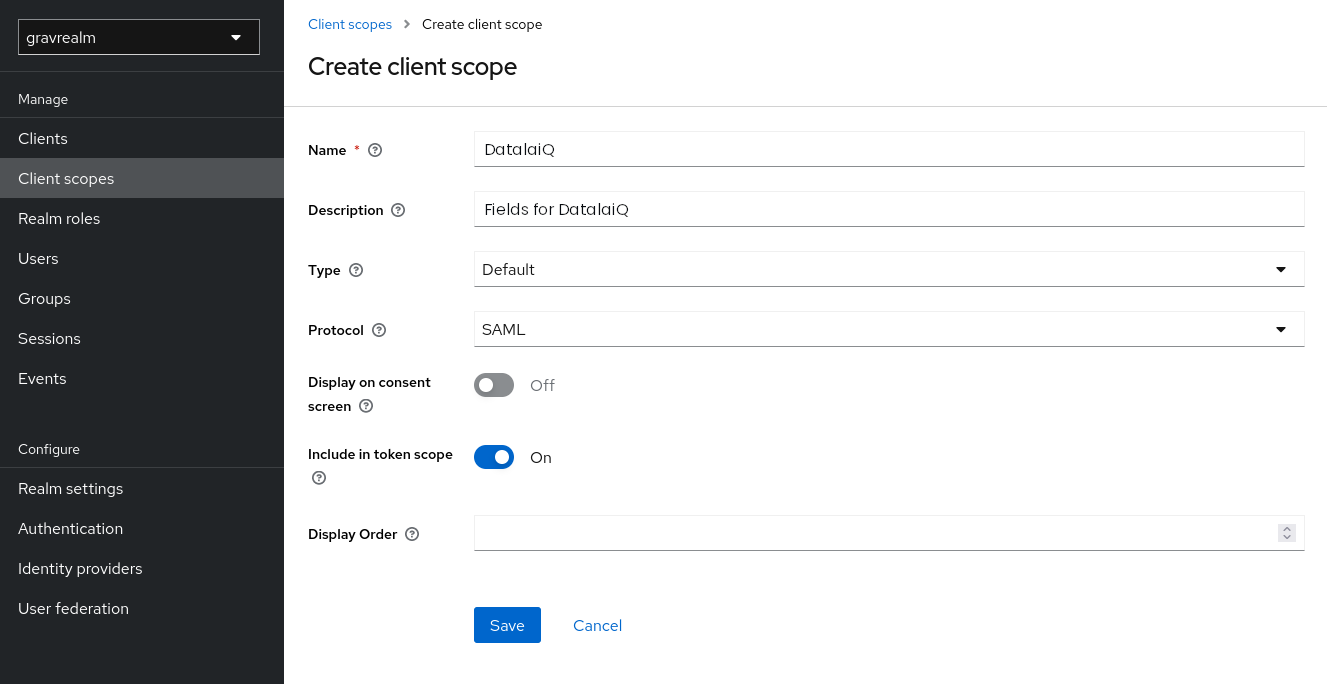 gravrealm
Manage
Clients
Client scopes
Realm roles
Users
Groups
Sessions
Events
Configure
Realm settings
Authentication
Identity providers
User federation
Client scopes > Create client scope
Create client scope
Name * DatalaiQ
Description Fields for DatalaiQ
Type Default
Protocol SAML
Display on consent
screen Off
Include in token scope On
Display Order
Save Cancel